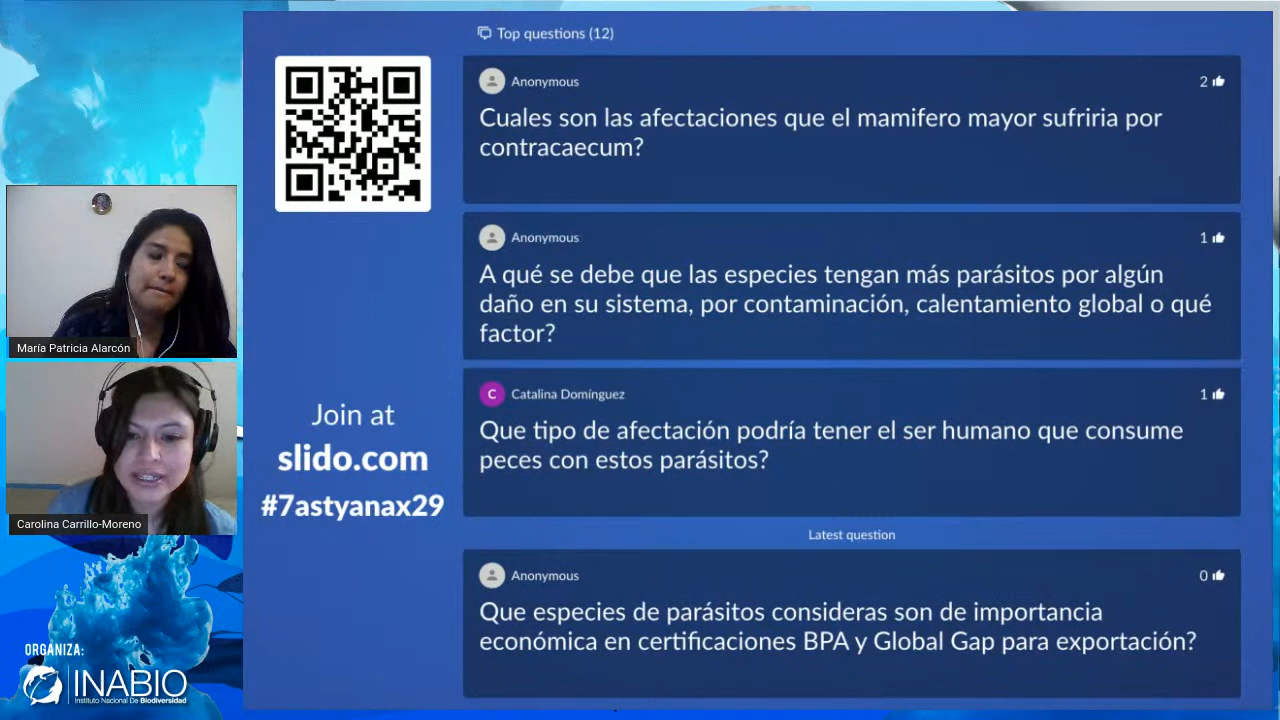 Top questions (12)
Anonymous
2
Cuales son las afectaciones que el mamifero mayor sufriria por
contracaecum?
Anonymous
1
A qué se debe que las especies tengan más parásitos por algún
daño en su sistema, por contaminación, calentamiento global o qué
factor?
C
Catalina Domínguez
1
Que tipo de afectación podría tener el ser humano que consume
peces con estos parásitos?
Latest question
Anonymous
0
Que especies de parásitos consideras son de importancia
económica en certificaciones BPA y Global Gap para exportación?
Join at
slido.com
#7astyanax29
María Patricia Alarcón
Carolina Carrillo-Moreno
ORGANIZA:
INABIO
Instituto Nacional De Biodiversidad